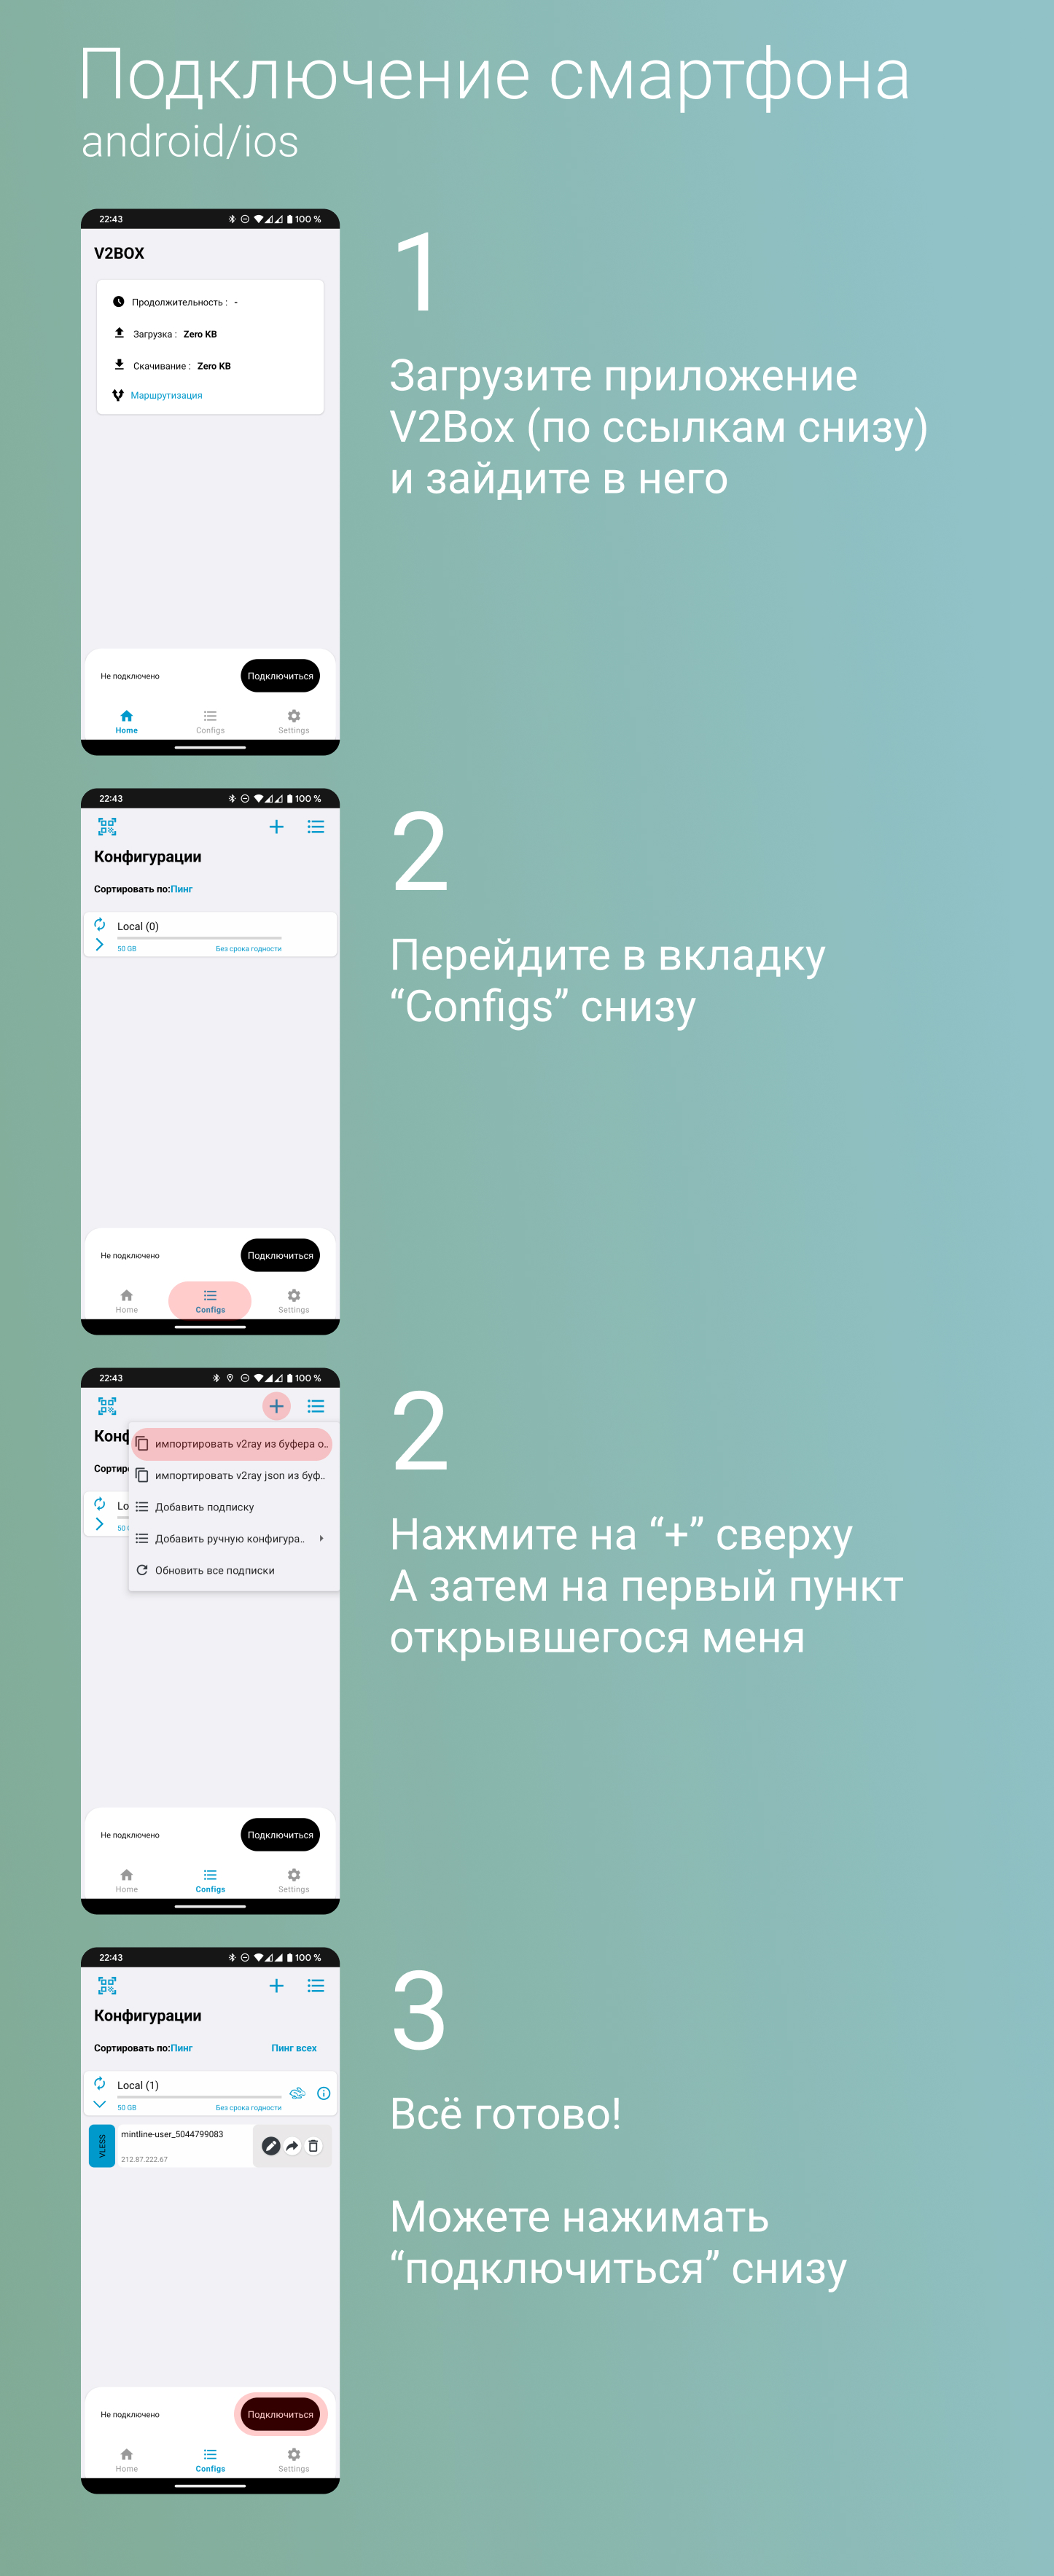 Подключение смартфона
android/ios
22:43
100 %
V2BOX
Продолжительность : -
Загрузка : Zero KB
Скачивание : Zero KB
Маршрутизация
Не подключено
Подключиться
Home
Configs
Settings
1
Загрузите приложение
V2Box (по ссылкам снизу)
и зайдите в него
22:43
100 %
Конфигурации
Сортировать по:Пинг
Local (0)
50 GB
Без срока годности
Не подключено
Подключиться
Home
Configs
Settings
2
Перейдите в вкладку
“Configs” снизу
22:43
100 %
Конф
импортировать v2ray из буфера о..
Сортиро
импортировать v2ray json из буф..
Lo
Добавить подписку
50 G
Добавить ручную конфигура..
Обновить все подписки
Не подключено
Подключиться
Home
Configs
Settings
2
Нажмите на “+” сверху
А затем на первый пункт
открывшегося меня
22:43
100 %
Конфигурации
Сортировать по:Пинг
Пинг всех
Local (1)
50 GB
Без срока годности
VLESS
mintline-user_5044799083
212.87.222.67
Не подключено
Подключиться
Home
Configs
Settings
3
Всё готово!
Можете нажимать
“подключиться” снизу